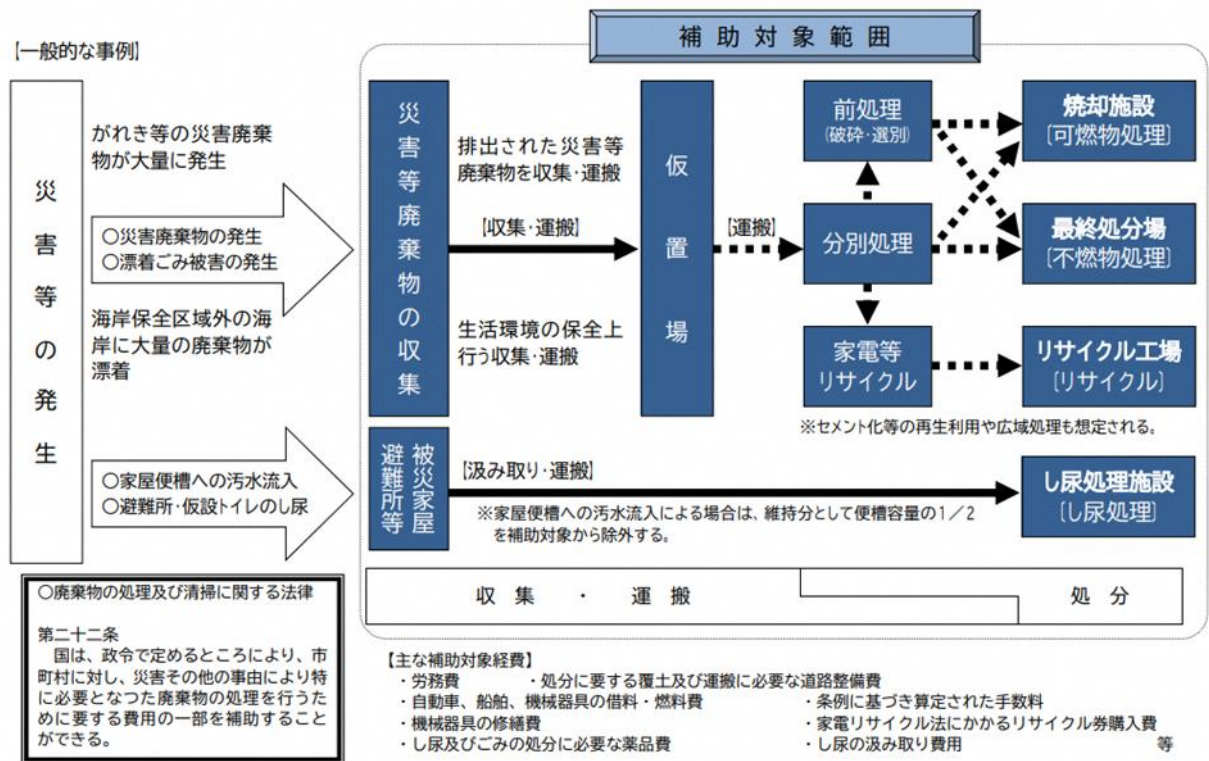 補助対象範囲
【一般的な事例】
災害等の発生
がれき等の災害廃棄
物が大量に発生
○災害廃棄物の発生
○漂着ごみ被害の発生
海岸保全区域外の海
岸に大量の廃棄物が
漂着
○家屋便槽への汚水流入
○避難所・仮設トイレのし尿
災害等廃棄物の収集
排出された災害等
廃棄物を収集・運搬
【収集・運搬】
生活環境の保全上
行う収集・運搬
仮置場
【運搬】
前処理
(破砕・選別)
分別処理
家電等
リサイクル
焼却施設
〔可燃物処理〕
最終処分場
〔不燃物処理〕
リサイクル工場
〔リサイクル〕
※セメント化等の再生利用や広域処理も想定される。
被災家屋
避難所等
【汲み取り・運搬】
※家屋便槽への汚水流入による場合は、維持分として便槽容量の1／2
を補助対象から除外する。
し尿処理施設
〔し尿処理〕
収集・運搬
処分
○廃棄物の処理及び清掃に関する法律
第二十二条
国は、政令で定めるところにより、市
町村に対し、災害その他の事由により特
に必要となつた廃棄物の処理を行うた
めに要する費用の一部を補助すること
ができる。
【主な補助対象経費】
・労務費 ・処分に要する覆土及び運搬に必要な道路整備費
・自動車、船舶、機械器具の借料・燃料費 ・条例に基づき算定された手数料
・機械器具の修繕費 ・家電リサイクル法にかかるリサイクル券購入費
・し尿及びごみの処分に必要な薬品費 ・し尿の汲み取り費用 等